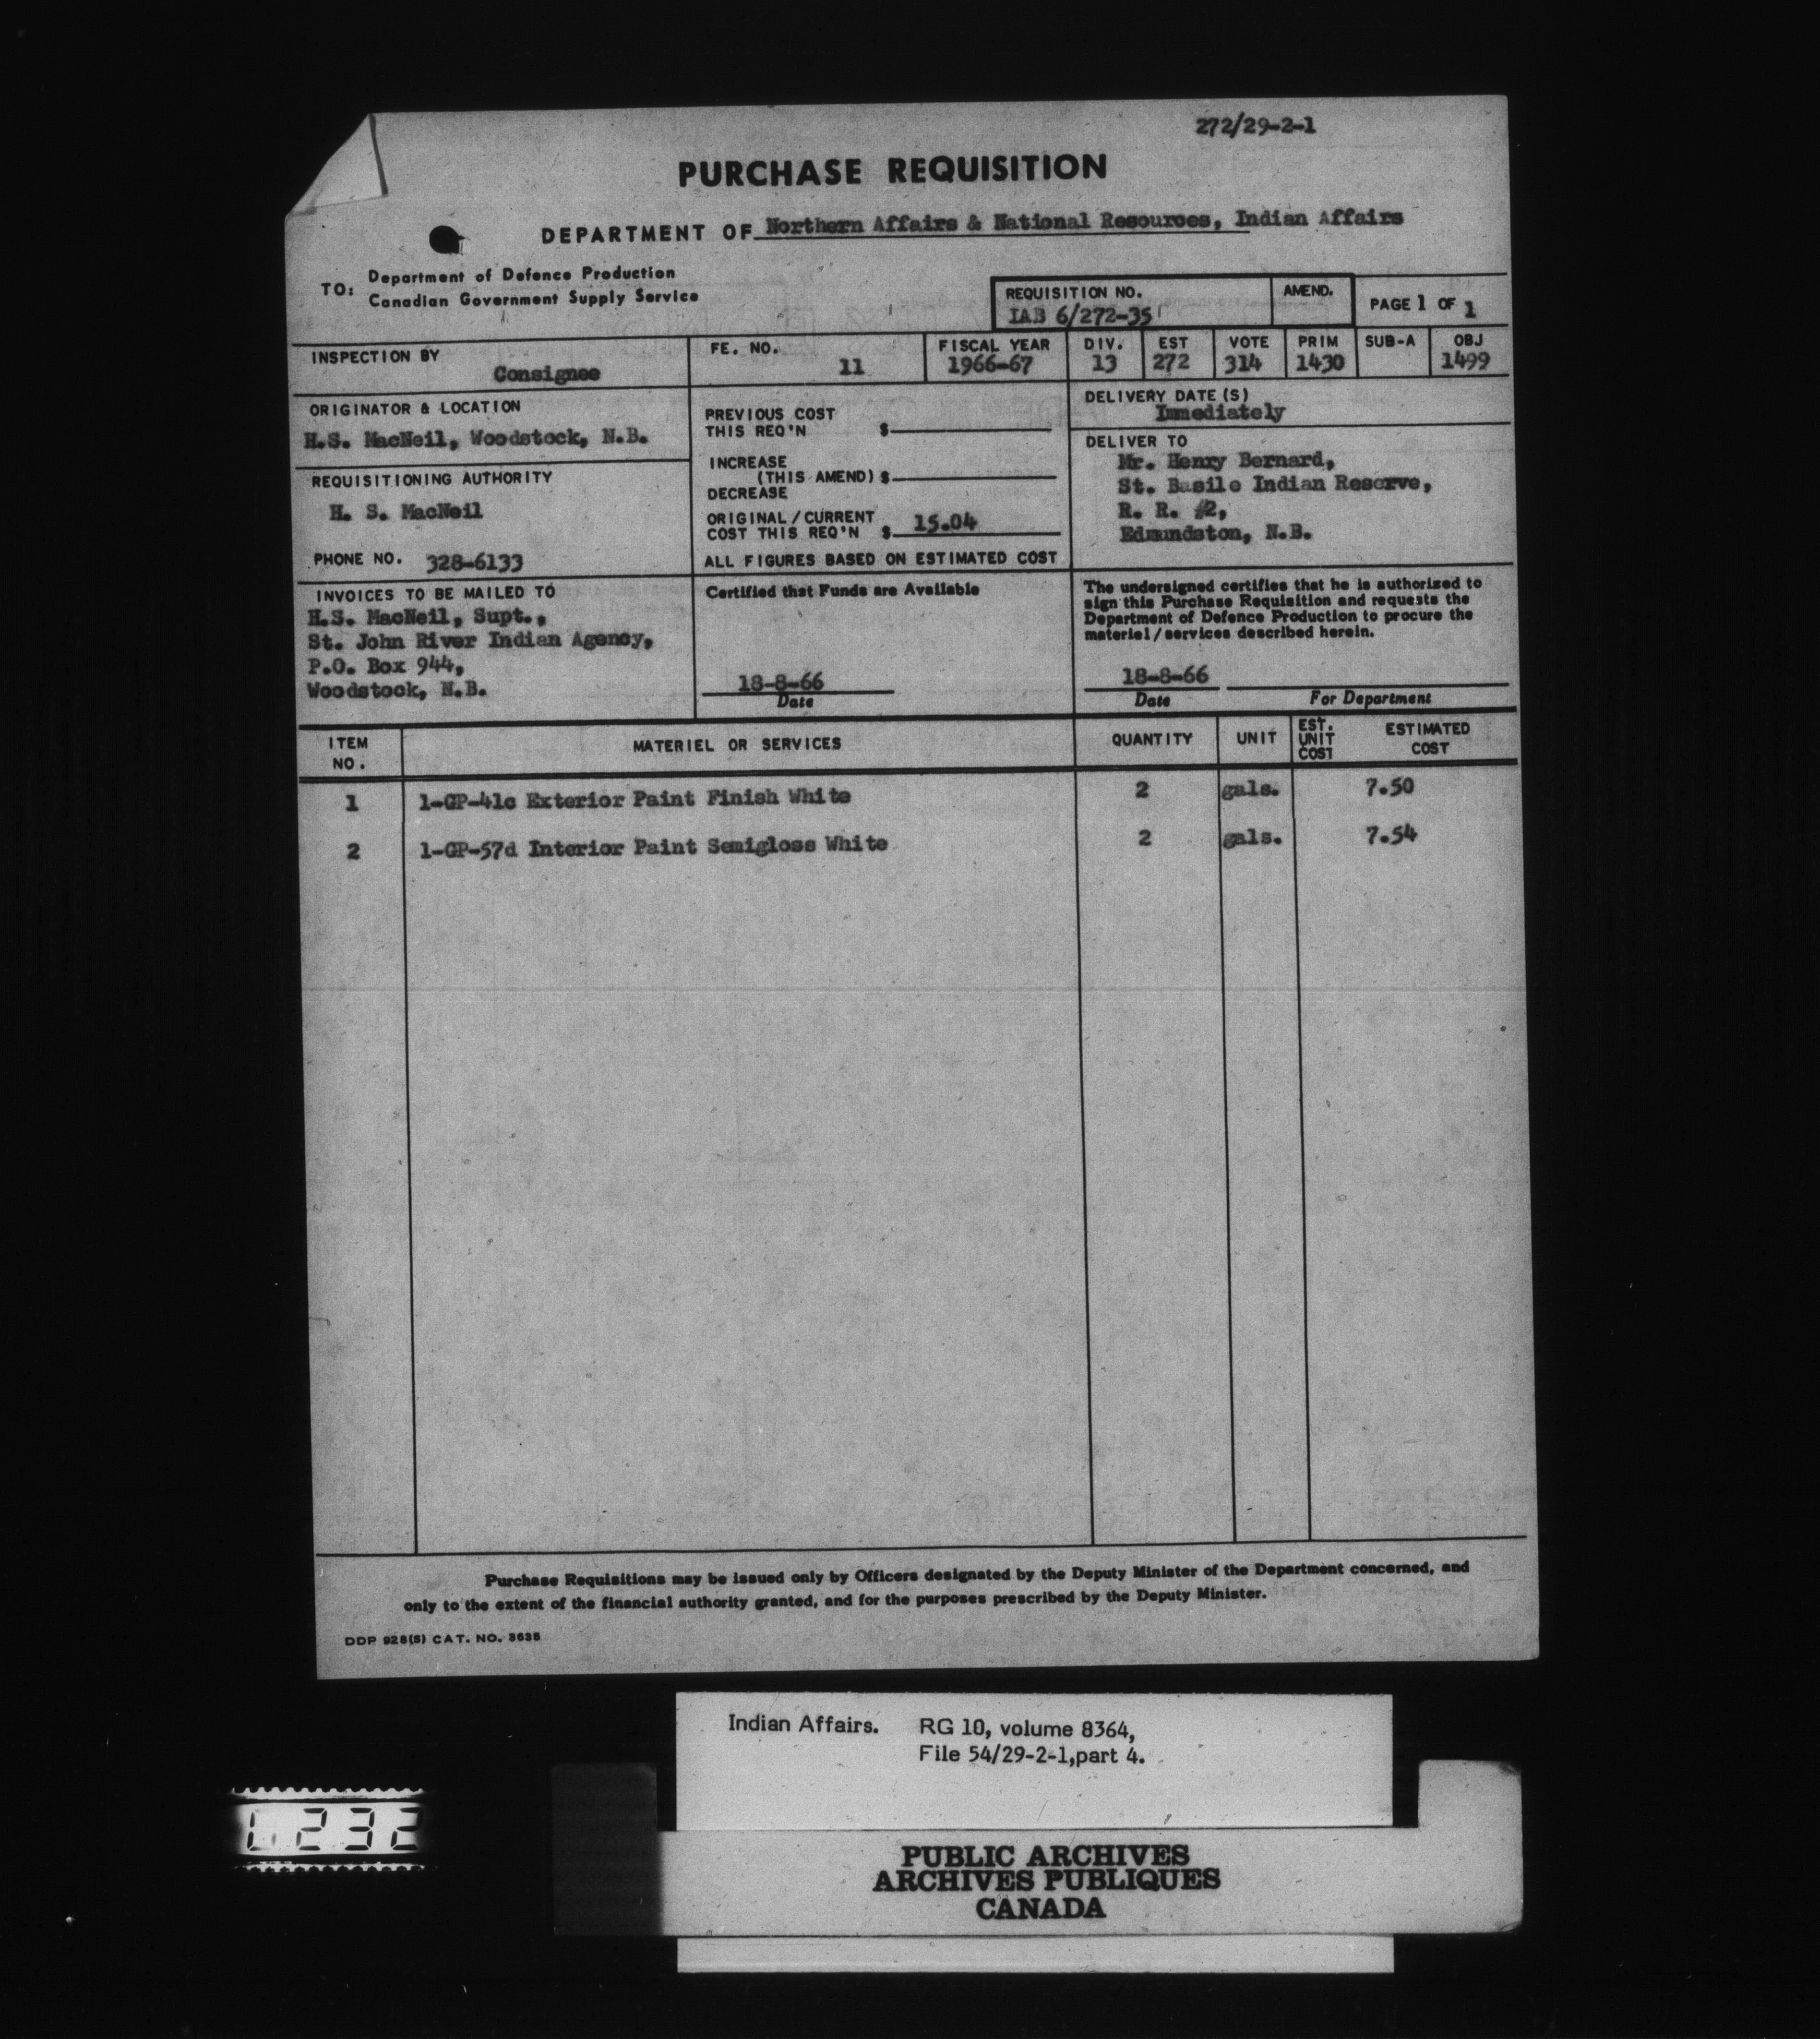 272/29-2-1
PURCHASE REQUISITION
DEPARTMENT OF Northern Affairs & National Resources, Indian Affairs
TO: Department of Defence Production
Canadian Government Supply Service
REQUISITION NO.
IAB 6/272-35
AMEND.
PAGE 1 OF 1
INSPECTION BY
Consignee
FE. NO.
11
FISCAL YEAR
1966-67
DIV.
13
EST
272
VOTE
314
PRIM
1430
SUB-A
OBJ
1499
ORIGINATOR & LOCATION
H.S. MacNeil, Woodstock, N.B.
REQUISITIONING AUTHORITY
H. S. MacNeil
PHONE NO. 328-6133
PREVIOUS COST
THIS REQ'N $
INCREASE
(THIS AMEND) $
DECREASE
ORIGINAL/CURRENT
COST THIS REQ'N $ 15.04
ALL FIGURES BASED ON ESTIMATED COST
DELIVERY DATE(S)
Immediately
DELIVER TO
Mr. Henry Bernard,
St. Basile Indian Reserve,
R. R. #2,
Edmundston, N.B.
INVOICES TO BE MAILED TO
H.S. MacNeil, Supt.,
St. John River Indian Agency,
P.O. Box 944,
Woodstock, N.B.
Certified that Funds are Available
18-8-66
Date
The undersigned certifies that he is authorized to
sign this Purchase Requisition and requests the
Department of Defence Production to procure the
materiel/services described herein.
18-8-66
Date
For Department
ITEM
NO.
MATERIEL OR SERVICES
QUANTITY
UNIT
EST.
UNIT
COST
ESTIMATED
COST
1 1-GP-41c Exterior Paint Finish White 2 gals. 7.50
2 1-GP-57d Interior Paint Semigloss White 2 gals. 7.54
Purchase Requisitions may be issued only by Officers designated by the Deputy Minister of the Department concerned, and
only to the extent of the financial authority granted, and for the purposes prescribed by the Deputy Minister.
DDP 928(S) CAT. NO. 3635
Indian Affairs. RG 10, volume 8364,
File 54/29-2-1,part 4.
232
PUBLIC ARCHIVES
ARCHIVES PUBLIQUES
CANADA